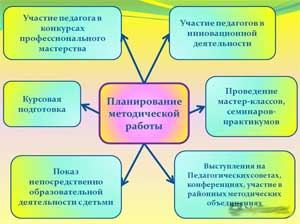 Участие педагога в
конкурсах
профессионального
мастерства
Участие педагогов в
инновационной
деятельности
Курсовая
подготовка
Планирование
методической
работы
Проведение
мастер-классов,
семинаров-
практикумов
Показ
непосредственно
образовательной
деятельности с детьми
Выступления на
Педагогических советах,
конференциях, участие в
районных методических
объединениях